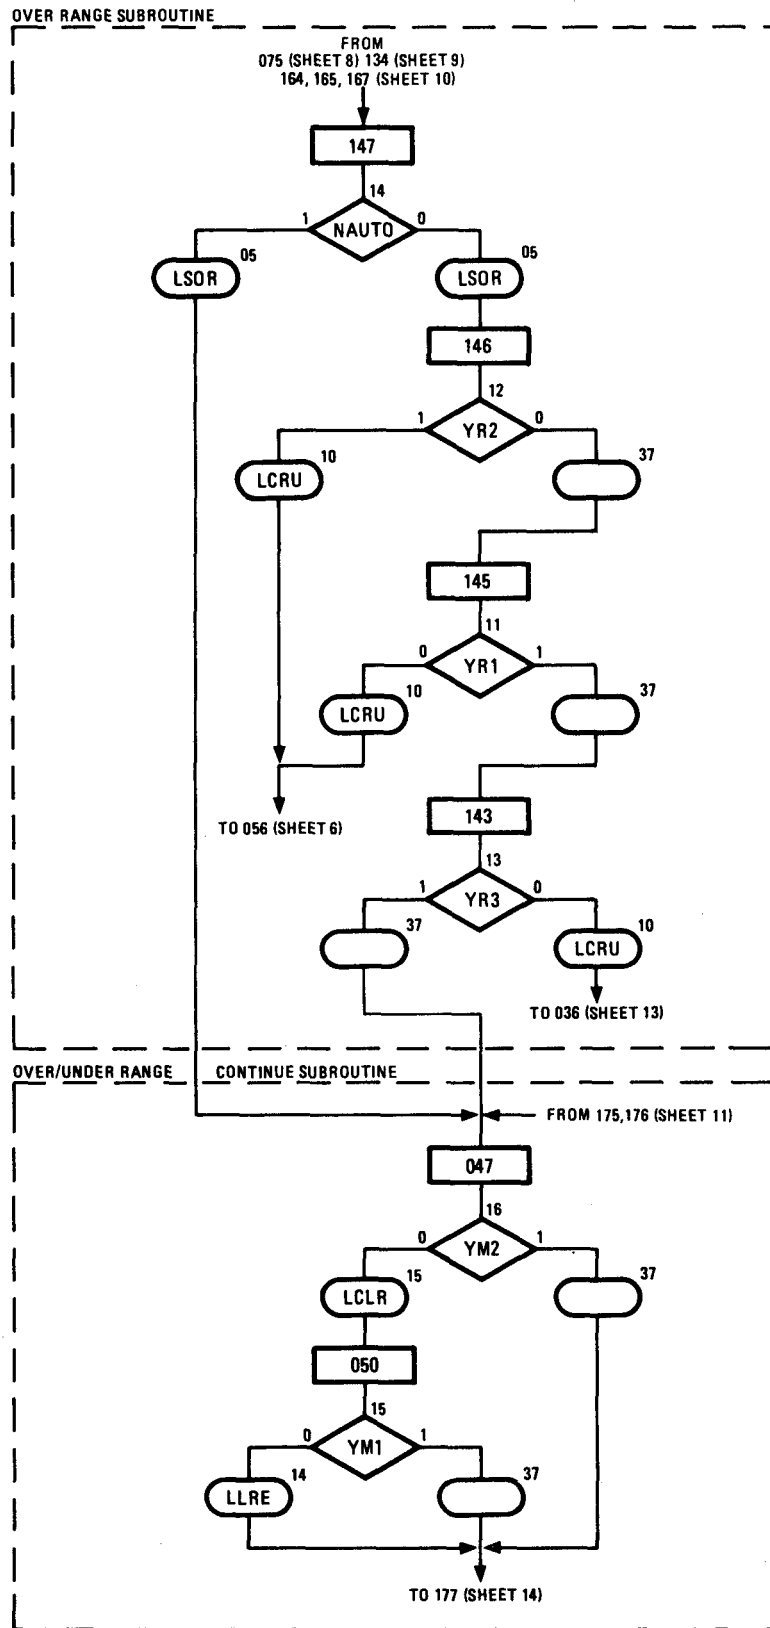 OVER RANGE SUBROUTINE
FROM
075 (SHEET 8) 134 (SHEET 9)
164, 165, 167 (SHEET 10)
147
14
1 NAUTO 0
05 05
LSOR LSOR
146
12
1 YR2 0
10 37
LCRU
145
11
0 YR1 1
10 37
LCRU
TO 056 (SHEET 6)
143
13
1 YR3 0
37 10
LCRU
TO 036 (SHEET 13)
OVER/UNDER RANGE CONTINUE SUBROUTINE
FROM 175,176 (SHEET 11)
047
16
0 YM2 1
15 37
LCLR
050
15
0 YM1 1
14 37
LLRE
TO 177 (SHEET 14)